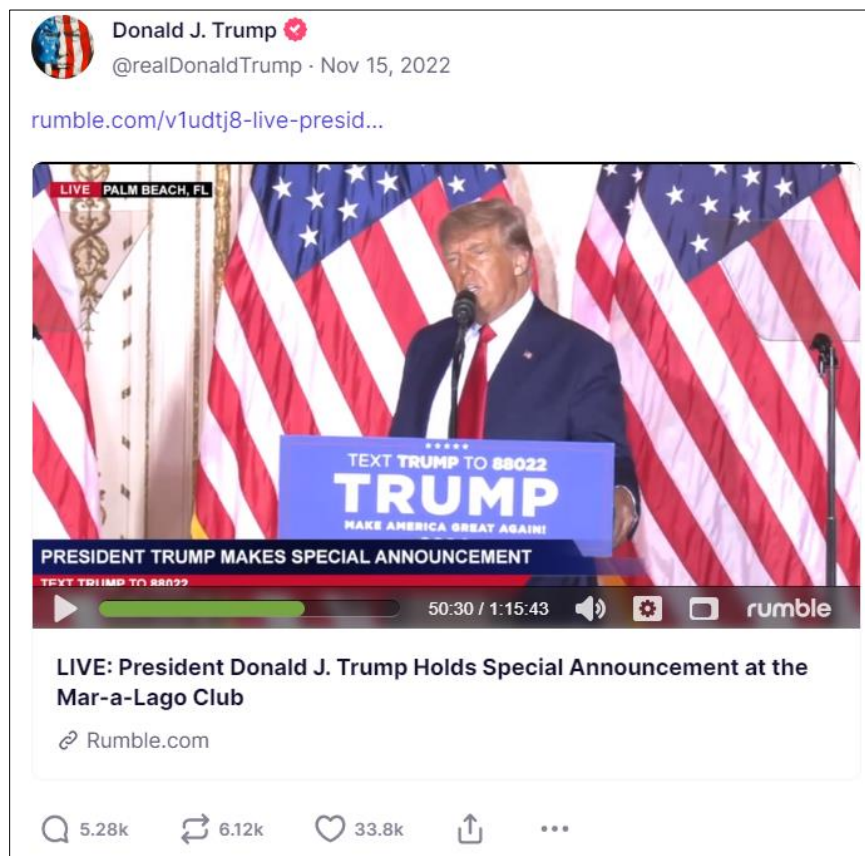 Donald J. Trump
@realDonaldTrump · Nov 15, 2022
rumble.com/v1udtj8-live-presid...
LIVE PALM BEACH, FL
TEXT TRUMP TO 88022
TRUMP
MAKE AMERICA GREAT AGAIN!
PRESIDENT TRUMP MAKES SPECIAL ANNOUNCEMENT
TEXT TRUMP TO 88022
50:30 / 1:15:43 rumble
LIVE: President Donald J. Trump Holds Special Announcement at the
Mar-a-Lago Club
Rumble.com
5.28k 6.12k 33.8k